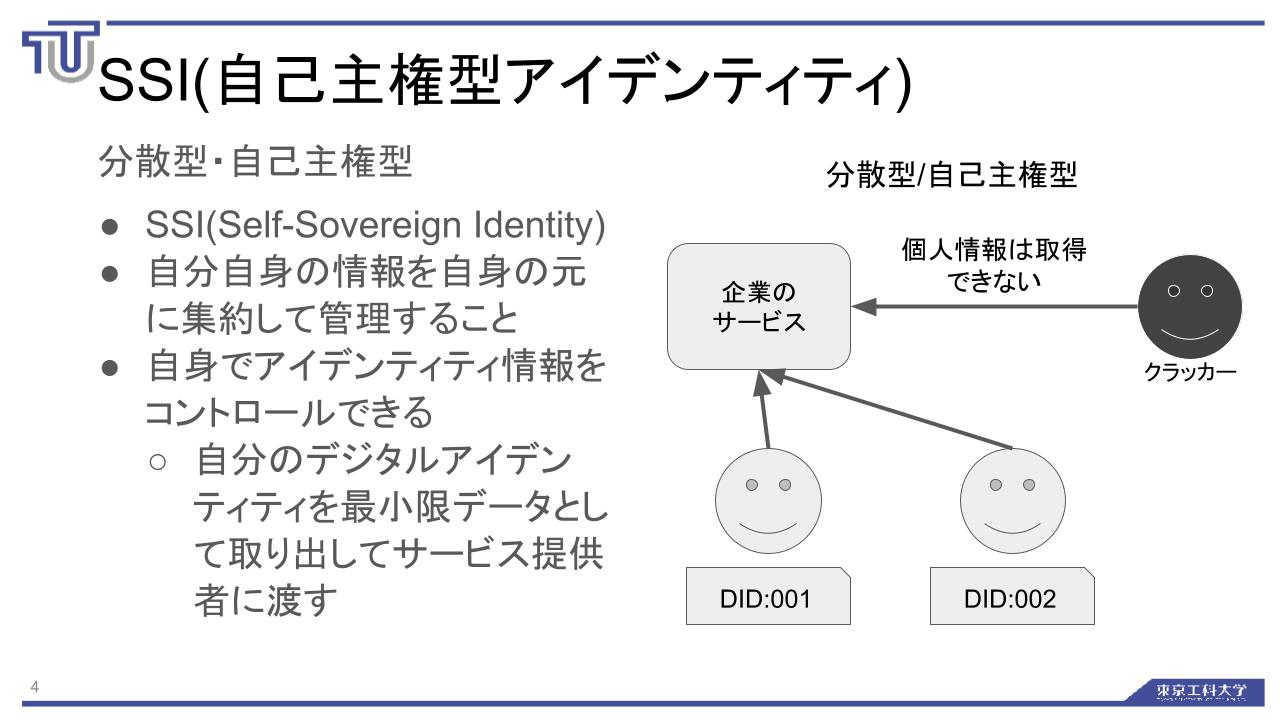 SSI(自己主権型アイデンティティ)
分散型・自己主権型
● SSI(Self-Sovereign Identity)
● 自分自身の情報を自身の元
に集約して管理すること
● 自身でアイデンティティ情報を
コントロールできる
○ 自分のデジタルアイデン
ティティを最小限データとし
て取り出してサービス提供
者に渡す
分散型/自己主権型
個人情報は取得
できない
企業の
サービス
クラッカー
DID:001
DID:002
4
東京工科大学